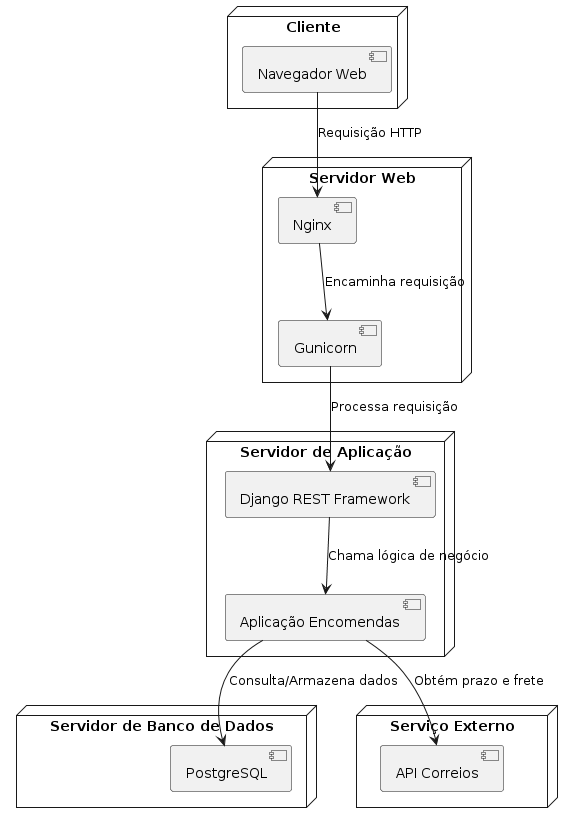 Cliente
Navegador Web
Requisição HTTP
Servidor Web
Nginx
Encaminha requisição
Gunicorn
Processa requisição
Servidor de Aplicação
Django REST Framework
Chama lógica de negócio
Aplicação Encomendas
Consulta/Armazena dados
Obtém prazo e frete
Servidor de Banco de Dados
Serviço Externo
PostgreSQL
API Correios